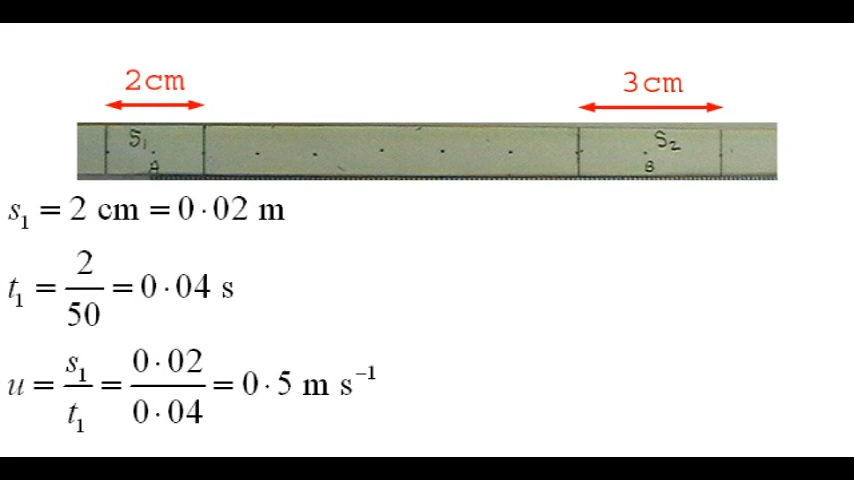 2cm 3cm
S₁ S₂
A B
s₁ = 2 cm = 0·02 m
t₁ = 2/50 = 0·04 s
u = s₁/t₁ = 0·02/0·04 = 0·5 m s⁻¹